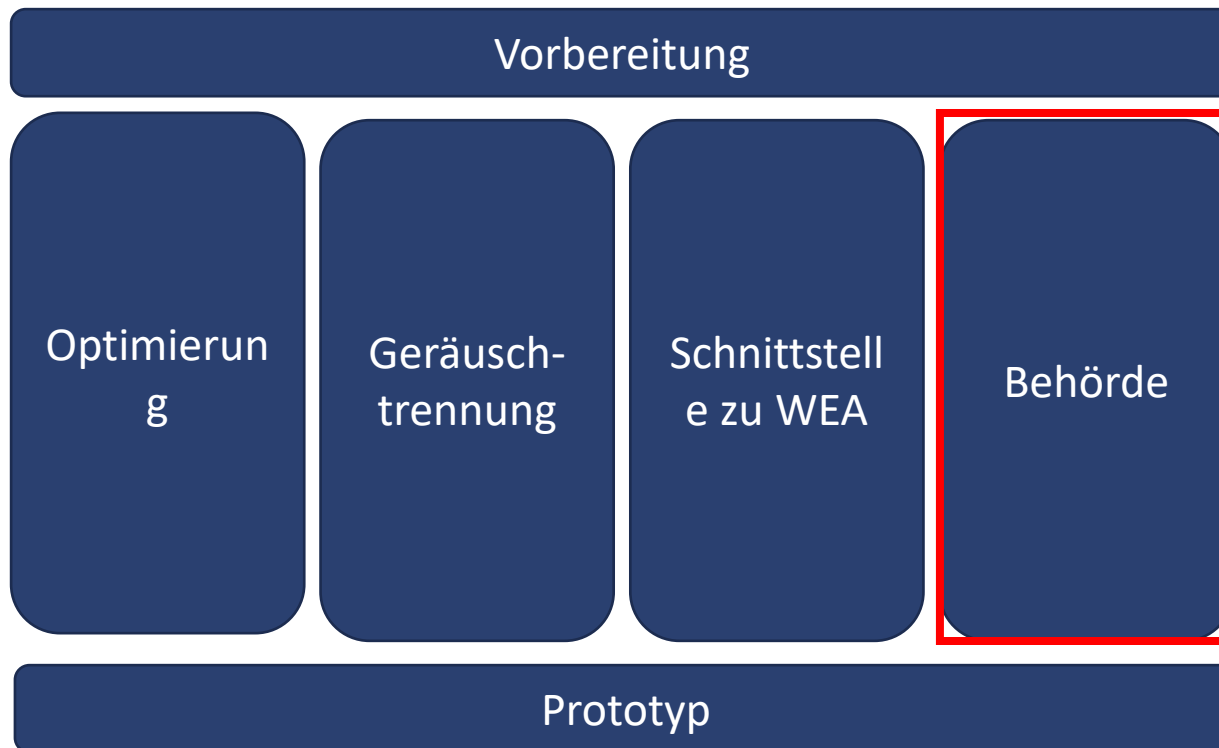 Vorbereitung
Optimierun
g
Geräusch-
trennung
Schnittstell
e zu WEA
Behörde
Prototyp